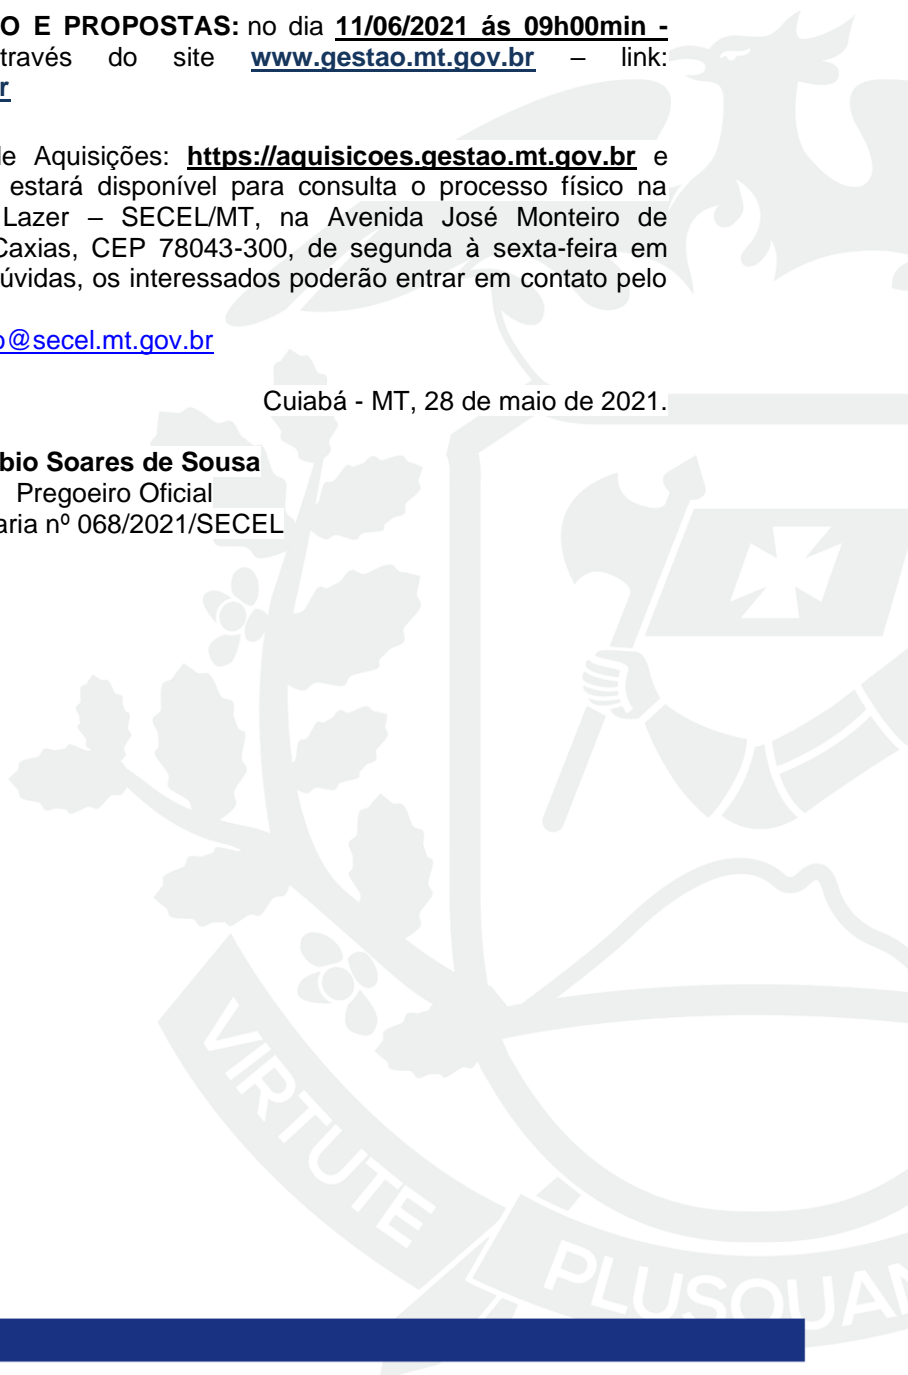 O E PROPOSTAS: no dia 11/06/2021 ás 09h00min -
través do site www.gestao.mt.gov.br – link:
r
e Aquisições: https://aquisicoes.gestao.mt.gov.br e
estará disponível para consulta o processo físico na
Lazer – SECEL/MT, na Avenida José Monteiro de
Caxias, CEP 78043-300, de segunda à sexta-feira em
úvidas, os interessados poderão entrar em contato pelo
o@secel.mt.gov.br
Cuiabá - MT, 28 de maio de 2021.
bio Soares de Sousa
Pregoeiro Oficial
aria nº 068/2021/SECEL
VIRTUTE
PLUSQUAM